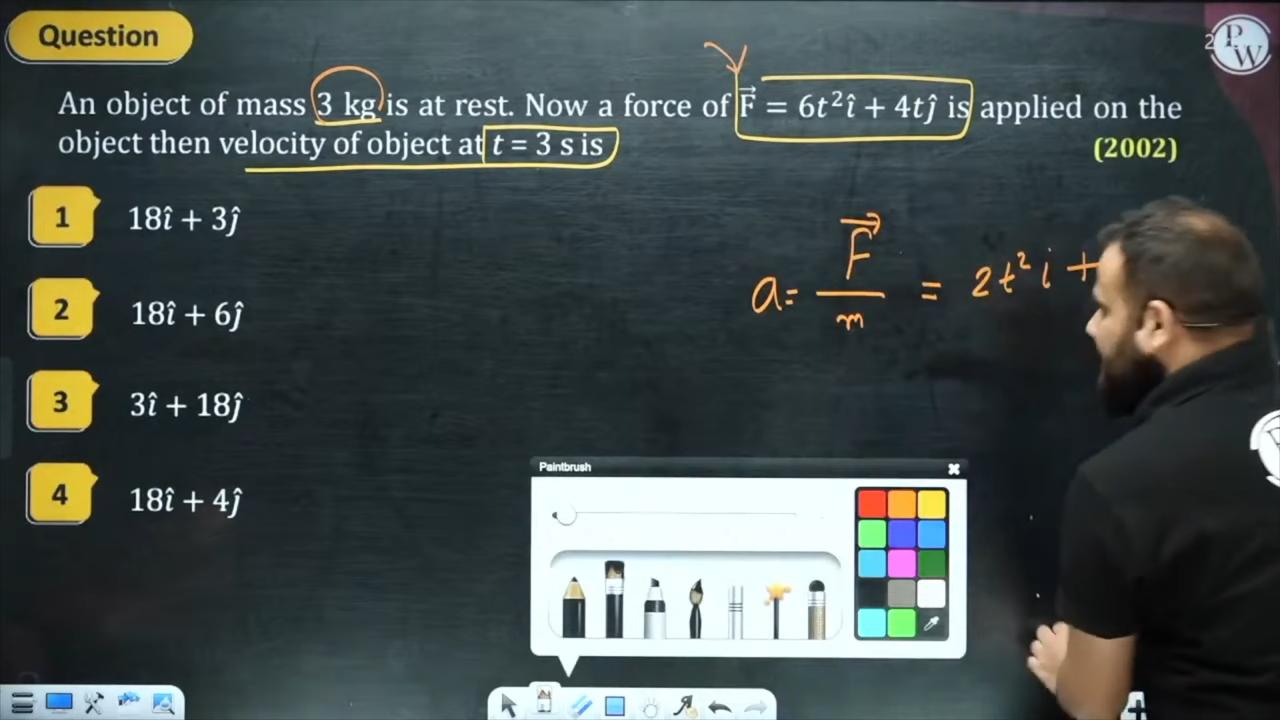 Question
PW
An object of mass 3 kg is at rest. Now a force of F⃗ = 6t²î + 4tĵ is applied on the
object then velocity of object at t = 3 s is
(2002)
1 18î + 3ĵ
2 18î + 6ĵ
3 3î + 18ĵ
4 18î + 4ĵ
a = F⃗/m = 2t² i +
Paintbrush